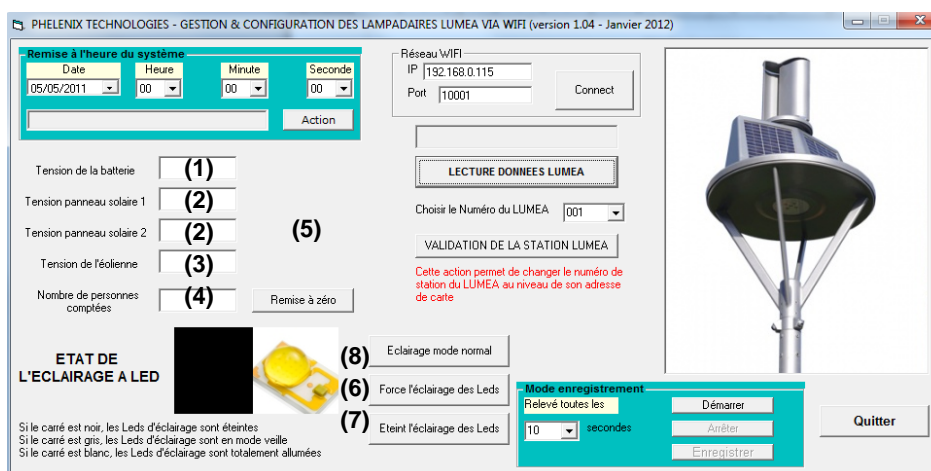 PHELENIX TECHNOLOGIES - GESTION & CONFIGURATION DES LAMPADAIRES LUMEA VIA WIFI (version 1.04 - Janvier 2012)
Remise à l'heure du système
Date Heure Minute Seconde
05/05/2011 00 00 00
Action
Réseau WIFI
IP 192.168.0.115
Port 10001
Connect
LECTURE DONNEES LUMEA
Choisir le Numéro du LUMEA 001
VALIDATION DE LA STATION LUMEA
Cette action permet de changer le numéro de
station du LUMEA au niveau de son adresse
de carte
Tension de la batterie (1)
Tension panneau solaire 1 (2)
Tension panneau solaire 2 (2)
(5)
Tension de l'éolienne (3)
Nombre de personnes
comptées (4)
Remise à zéro
ETAT DE
L'ECLAIRAGE A LED
(8) Eclairage mode normal
(6) Force l'éclairage des Leds
(7) Eteint l'éclairage des Leds
Si le carré est noir, les Leds d'éclairage sont éteintes
Si le carré est gris, les Leds d'éclairage sont en mode veille
Si le carré est blanc, les Leds d'éclairage sont totalement allumées
Mode enregistrement
Relevé toutes les
10 secondes
Démarrer
Arrêter
Enregistrer
Quitter